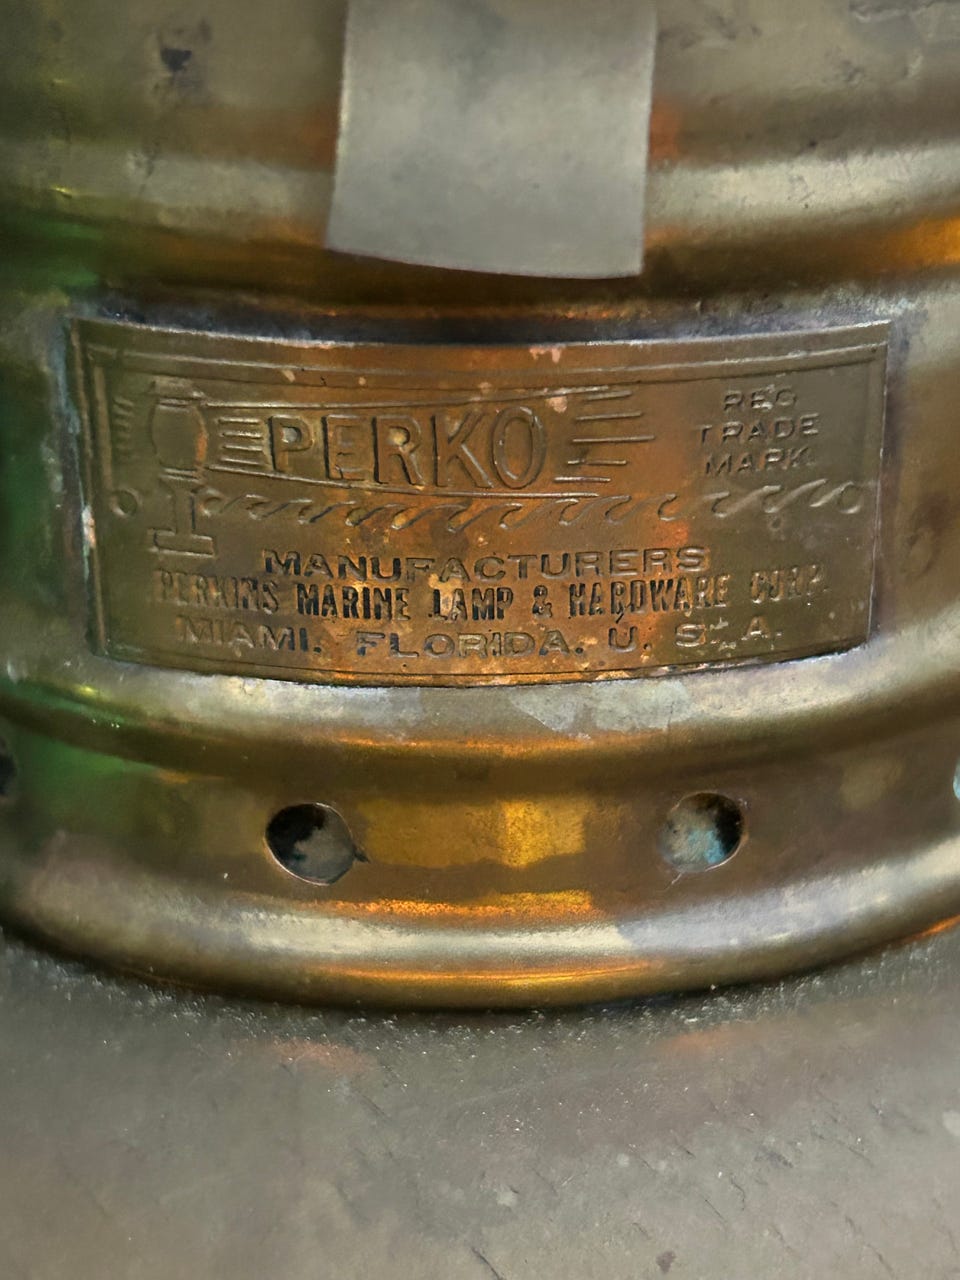 PERKO
REG
TRADE
MARK.
MANUFACTURERS
PERKINS MARINE LAMP & HARDWARE CORP.
MIAMI, FLORIDA, U. S. A.